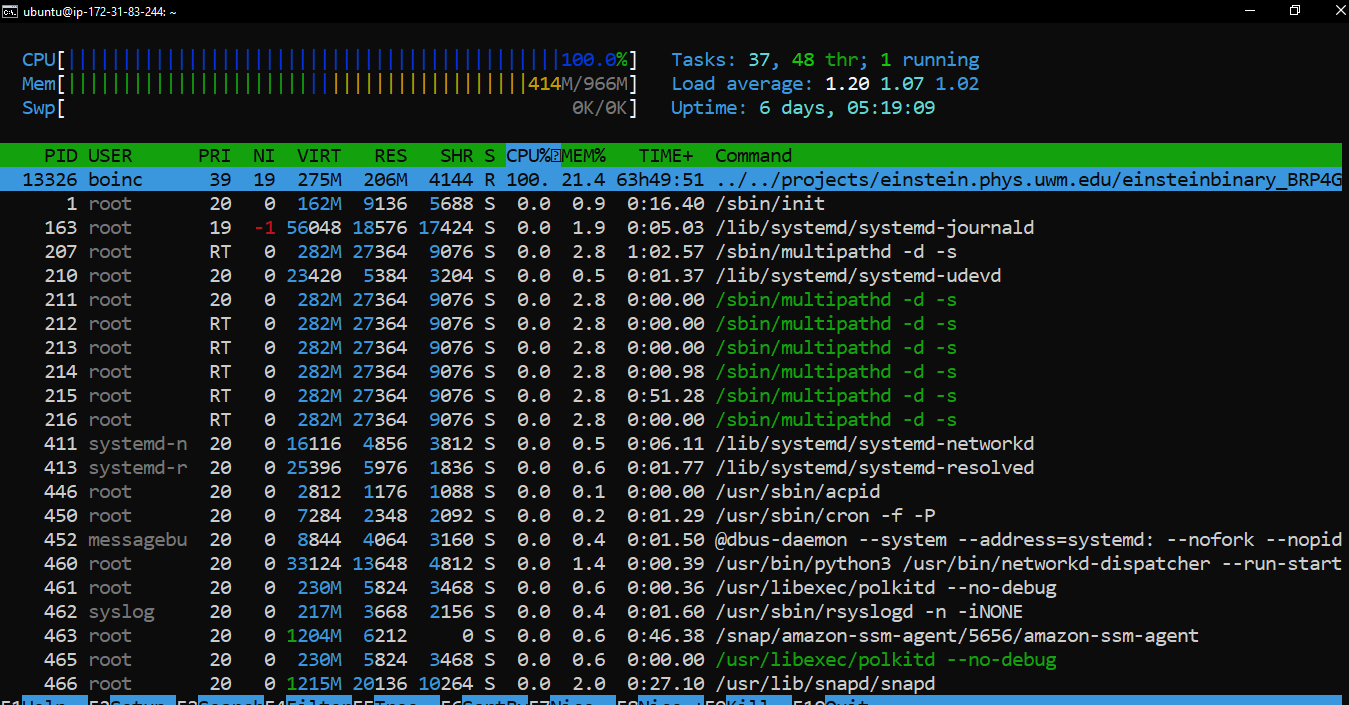 ubuntu@ip-172-31-83-244: ~
CPU[||||||||||||||||||||||||||||||||||||||||||||||100.0%] Tasks: 37, 48 thr; 1 running
Mem[|||||||||||||||||||||||||||||||||||||||||||414M/966M] Load average: 1.20 1.07 1.02
Swp[ 0K/0K] Uptime: 6 days, 05:19:09
PID USER PRI NI VIRT RES SHR S CPU% MEM% TIME+ Command
13326 boinc 39 19 275M 206M 4144 R 100. 21.4 63h49:51 ../../projects/einstein.phys.uwm.edu/einsteinbinary_BRP4G
1 root 20 0 162M 9136 5688 S 0.0 0.9 0:16.40 /sbin/init
163 root 19 -1 56048 18576 17424 S 0.0 1.9 0:05.03 /lib/systemd/systemd-journald
207 root RT 0 282M 27364 9076 S 0.0 2.8 1:02.57 /sbin/multipathd -d -s
210 root 20 0 23420 5384 3204 S 0.0 0.5 0:01.37 /lib/systemd/systemd-udevd
211 root 20 0 282M 27364 9076 S 0.0 2.8 0:00.00 /sbin/multipathd -d -s
212 root RT 0 282M 27364 9076 S 0.0 2.8 0:00.00 /sbin/multipathd -d -s
213 root RT 0 282M 27364 9076 S 0.0 2.8 0:00.00 /sbin/multipathd -d -s
214 root RT 0 282M 27364 9076 S 0.0 2.8 0:00.98 /sbin/multipathd -d -s
215 root RT 0 282M 27364 9076 S 0.0 2.8 0:51.28 /sbin/multipathd -d -s
216 root RT 0 282M 27364 9076 S 0.0 2.8 0:00.00 /sbin/multipathd -d -s
411 systemd-n 20 0 16116 4856 3812 S 0.0 0.5 0:06.11 /lib/systemd/systemd-networkd
413 systemd-r 20 0 25396 5976 1836 S 0.0 0.6 0:01.77 /lib/systemd/systemd-resolved
446 root 20 0 2812 1176 1088 S 0.0 0.1 0:00.00 /usr/sbin/acpid
450 root 20 0 7284 2348 2092 S 0.0 0.2 0:01.29 /usr/sbin/cron -f -P
452 messagebu 20 0 8844 4064 3160 S 0.0 0.4 0:01.50 @dbus-daemon --system --address=systemd: --nofork --nopid
460 root 20 0 33124 13648 4812 S 0.0 1.4 0:00.39 /usr/bin/python3 /usr/bin/networkd-dispatcher --run-start
461 root 20 0 230M 5824 3468 S 0.0 0.6 0:00.36 /usr/libexec/polkitd --no-debug
462 syslog 20 0 217M 3668 2156 S 0.0 0.4 0:01.60 /usr/sbin/rsyslogd -n -iNONE
463 root 20 0 1204M 6212 0 S 0.0 0.6 0:46.38 /snap/amazon-ssm-agent/5656/amazon-ssm-agent
465 root 20 0 230M 5824 3468 S 0.0 0.6 0:00.00 /usr/libexec/polkitd --no-debug
466 root 20 0 1215M 20136 10264 S 0.0 2.0 0:27.10 /usr/lib/snapd/snapd
F1Help F2Setup F3SearchF4FilterF5Tree F6SortByF7Nice -F8Nice +F9Kill F10Quit